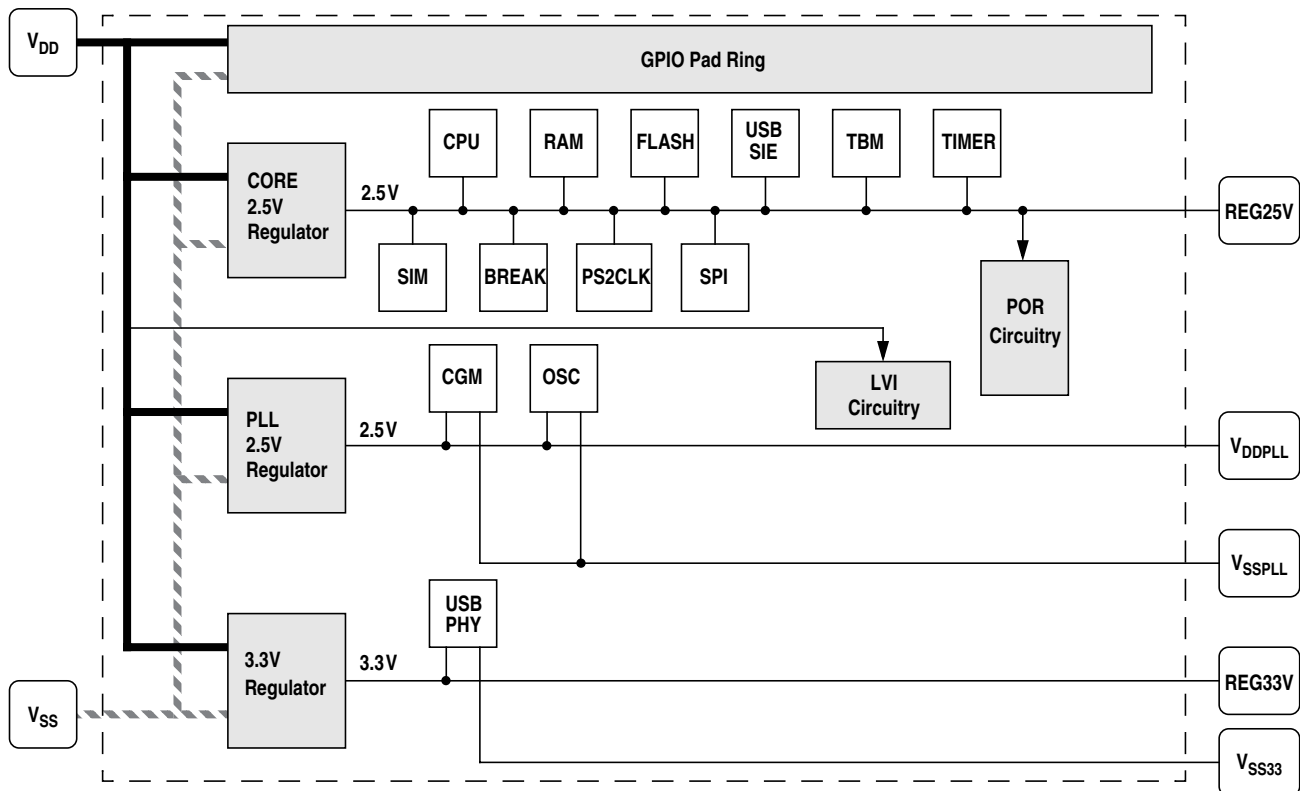 VDD
GPIO Pad Ring
CPU
RAM
FLASH
USB
SIE
TBM
TIMER
CORE
2.5V
Regulator
2.5V
REG25V
SIM
BREAK
PS2CLK
SPI
POR
Circuitry
CGM
OSC
LVI
Circuitry
PLL
2.5V
Regulator
2.5V
VDDPLL
VSSPLL
USB
PHY
3.3V
Regulator
3.3V
REG33V
VSS
VSS33